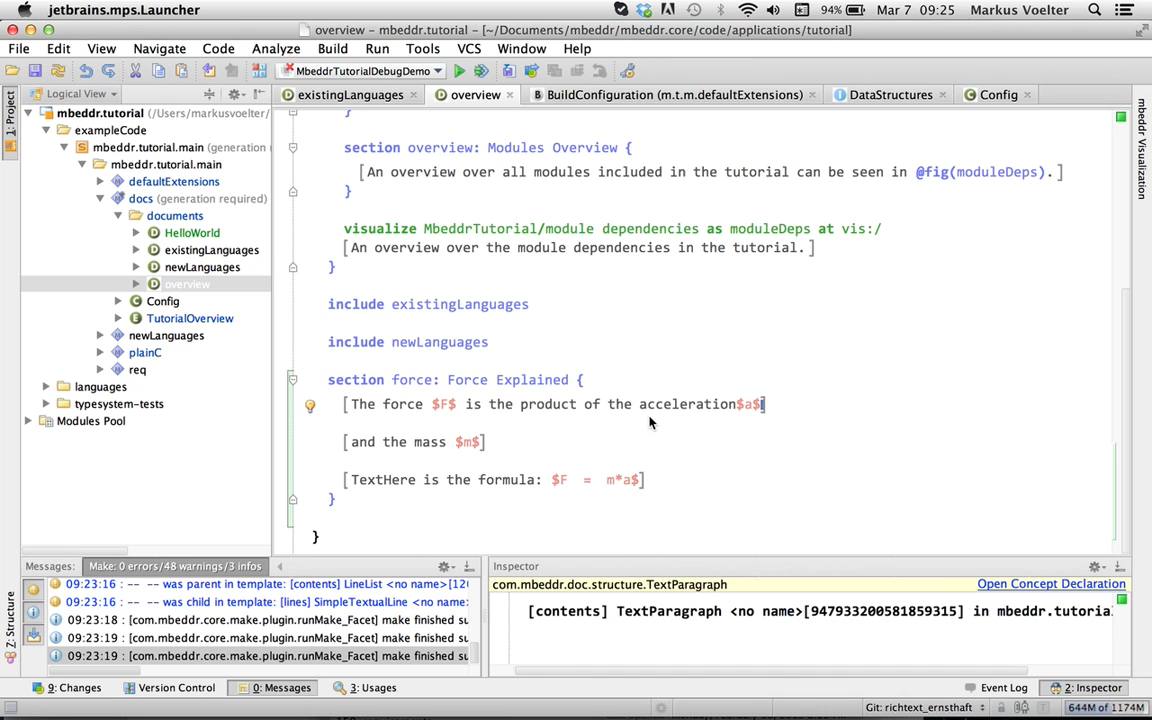 jetbrains.mps.Launcher 94% Mar 7 09:25 Markus Voelter
overview - mbeddr.tutorial - [~/Documents/mbeddr/mbeddr.core/code/applications/tutorial]
File Edit View Navigate Code Analyze Build Run Tools VCS Window Help
MbeddrTutorialDebugDemo
1: Project
Logical View
existingLanguages
overview
BuildConfiguration (m.t.m.defaultExtensions)
DataStructures
Config
mbeddr Visualization
mbeddr.tutorial (/Users/markusvoelter/
exampleCode
mbeddr.tutorial.main (generation
mbeddr.tutorial.main
defaultExtensions
docs (generation required)
documents
HelloWorld
existingLanguages
newLanguages
overview
Config
TutorialOverview
newLanguages
plainC
req
languages
typesystem-tests
Modules Pool
}
section overview: Modules Overview {
[An overview over all modules included in the tutorial can be seen in @fig(moduleDeps).]
}
visualize MbeddrTutorial/module dependencies as moduleDeps at vis:/
[An overview over the module dependencies in the tutorial.]
}
include existingLanguages
include newLanguages
section force: Force Explained {
[The force $F$ is the product of the acceleration$a$]
[and the mass $m$]
[TextHere is the formula: $F = m*a$]
}
}
Messages: Make: 0 errors/48 warnings/3 infos
09:23:16 : -- -- was parent in template: [contents] LineList <no name>[120
09:23:16 : -- -- was child in template: [lines] SimpleTextualLine <no name>
09:23:18 : [com.mbeddr.core.make.plugin.runMake_Facet] make finished su
09:23:19 : [com.mbeddr.core.make.plugin.runMake_Facet] make finished su
09:23:19 : [com.mbeddr.core.make.plugin.runMake_Facet] make finished su
Z: Structure
Inspector
com.mbeddr.doc.structure.TextParagraph Open Concept Declaration
[contents] TextParagraph <no name>[947933200581859315] in mbeddr.tutoria
9: Changes Version Control 0: Messages 3: Usages Event Log 2: Inspector
Git: richtext_ernsthaft 644M of 1174M